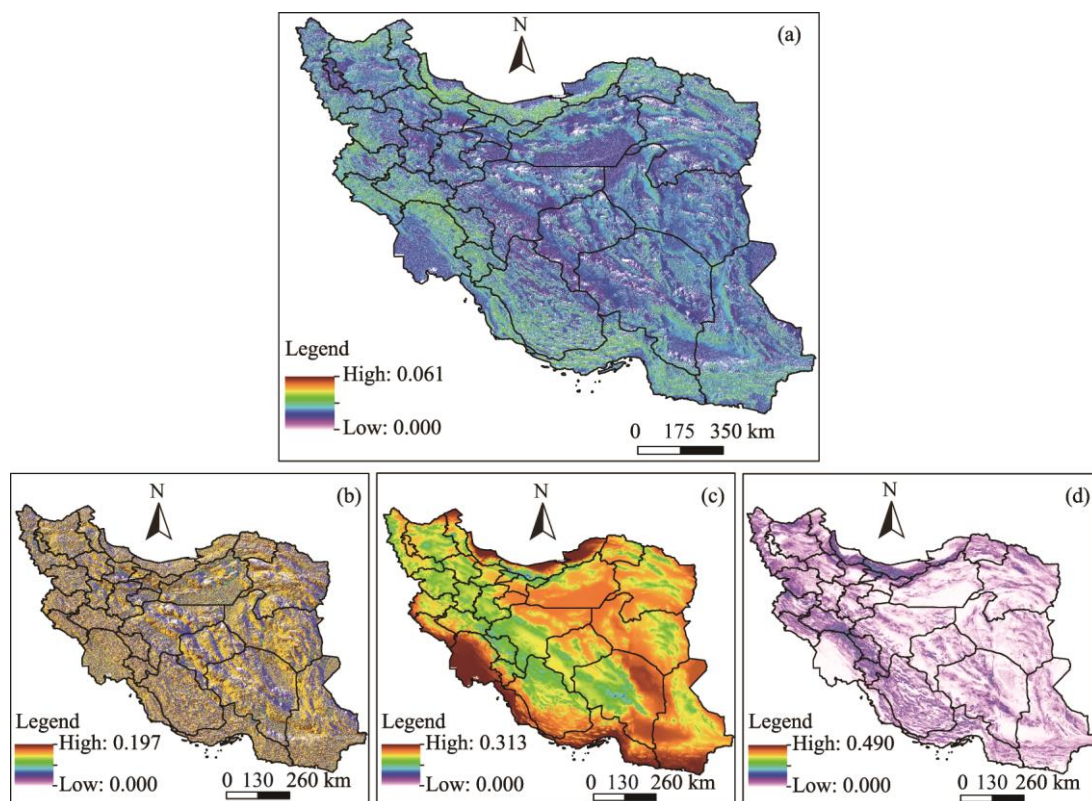 N
(a)
Legend
High: 0.061
Low: 0.000
0 175 350 km
N
(b)
Legend
High: 0.197
Low: 0.000
0 130 260 km
N
(c)
Legend
High: 0.313
Low: 0.000
0 130 260 km
N
(d)
Legend
High: 0.490
Low: 0.000
0 130 260 km